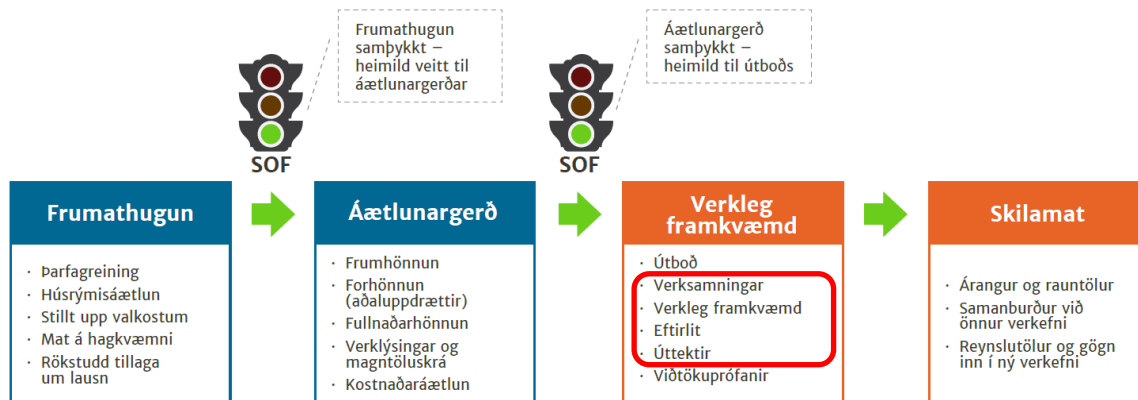 Frumathugun
samþykkt –
heimild veitt til
áætlunargerðar
Áætlunargerð
samþykkt –
heimild til útboðs
SOF
SOF
Frumathugun
· Þarfagreining
· Húsrýmisáætlun
· Stillt upp valkostum
· Mat á hagkvæmni
· Rökstudd tillaga
um lausn
Áætlunargerð
· Frumhönnun
· Forhönnun
(aðaluppdrættir)
· Fullnaðarhönnun
· Verklýsingar og
magntöluskrá
· Kostnaðaráætlun
Verkleg
framkvæmd
· Útboð
· Verksamningar
· Verkleg framkvæmd
· Eftirlit
· Úttektir
· Viðtökuprófanir
Skilamat
· Árangur og rauntölur
· Samanburður við
önnur verkefni
· Reynslutölur og gögn
inn í ný verkefni